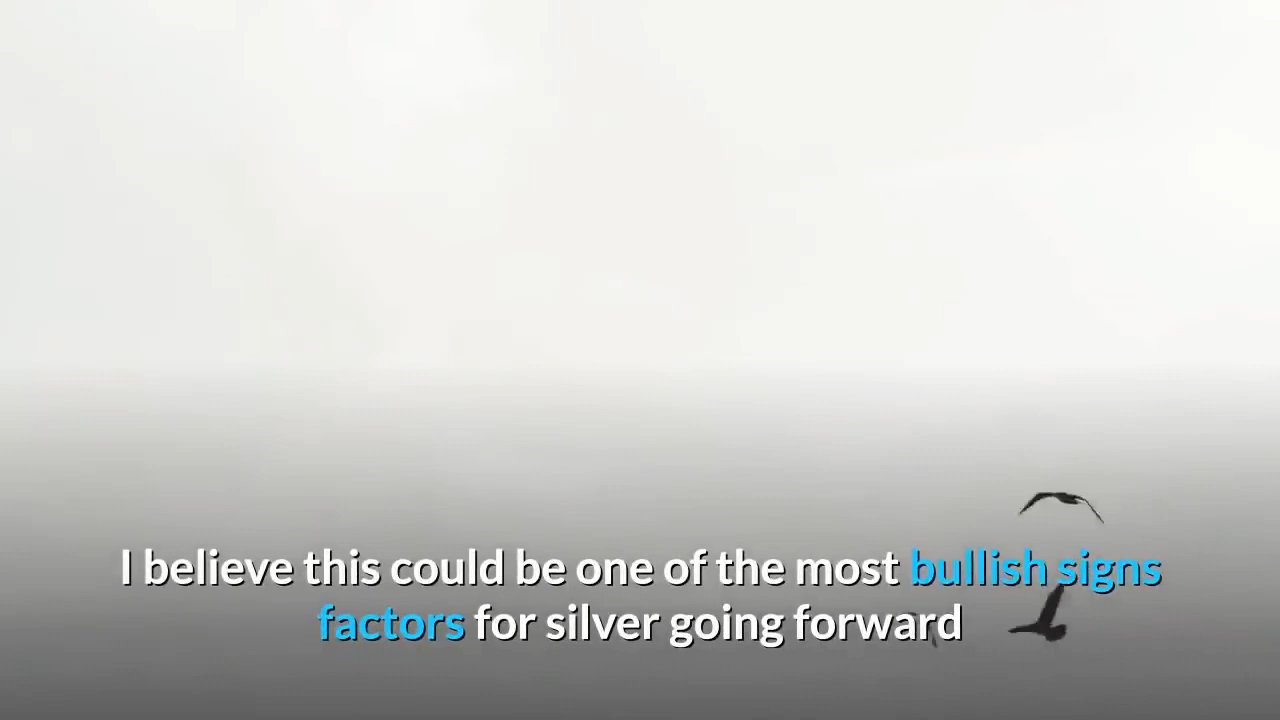 I believe this could be one of the most bullish signs
factors for silver going forward